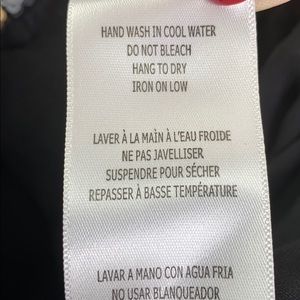 HAND WASH IN COOL WATER
DO NOT BLEACH
HANG TO DRY
IRON ON LOW
LAVER À LA MAÌN À L'EAU FROIDE
NE PAS JAVELLISER
SUSPENDRE POUR SÉCHER
REPASSER À BASSE TEMPÉRATURE
LAVAR A MANO CON AGUA FRIA
NO USAR BLANQUEADOR